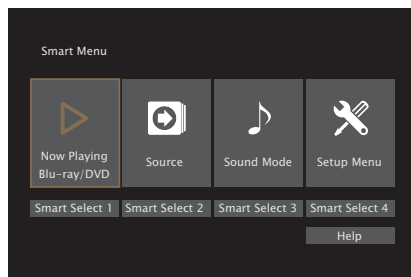 Smart Menu
Now Playing
Blu-ray/DVD
Source
Sound Mode
Setup Menu
Smart Select 1
Smart Select 2
Smart Select 3
Smart Select 4
Help